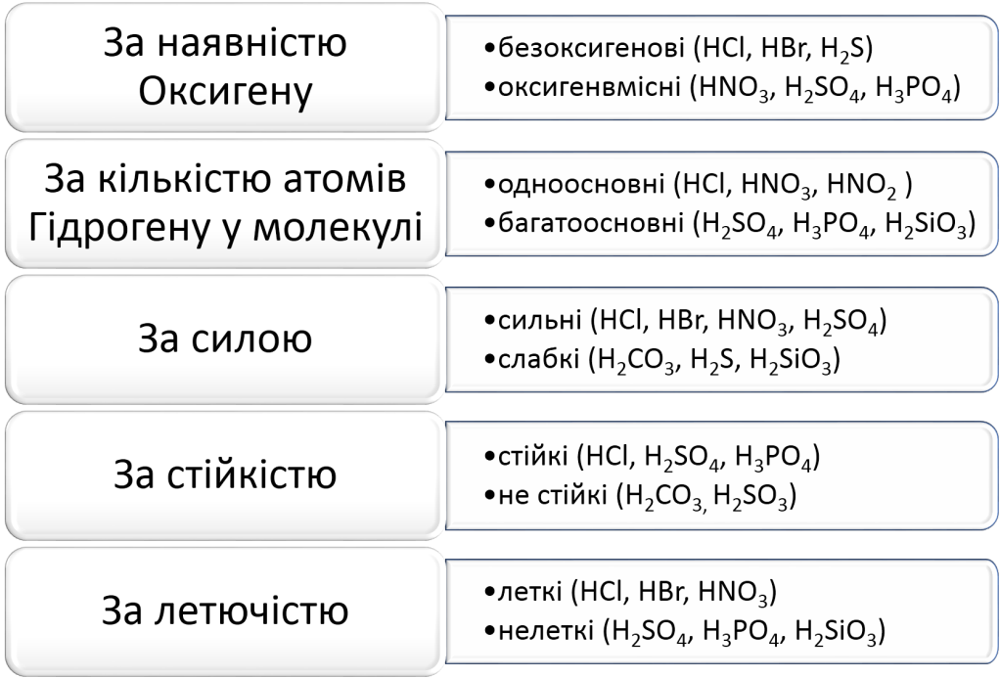 За наявністю
Оксигену
•безоксигенові (HCl, HBr, H₂S)
•оксигенвмісні (HNO₃, H₂SO₄, H₃PO₄)
За кількістю атомів
Гідрогену у молекулі
•одноосновні (HCl, HNO₃, HNO₂ )
•багатоосновні (H₂SO₄, H₃PO₄, H₂SiO₃)
За силою
•сильні (HCl, HBr, HNO₃, H₂SO₄)
•слабкі (H₂CO₃, H₂S, H₂SiO₃)
За стійкістю
•стійкі (HCl, H₂SO₄, H₃PO₄)
•не стійкі (H₂CO₃, H₂SO₃)
За летючістю
•леткі (HCl, HBr, HNO₃)
•нелеткі (H₂SO₄, H₃PO₄, H₂SiO₃)